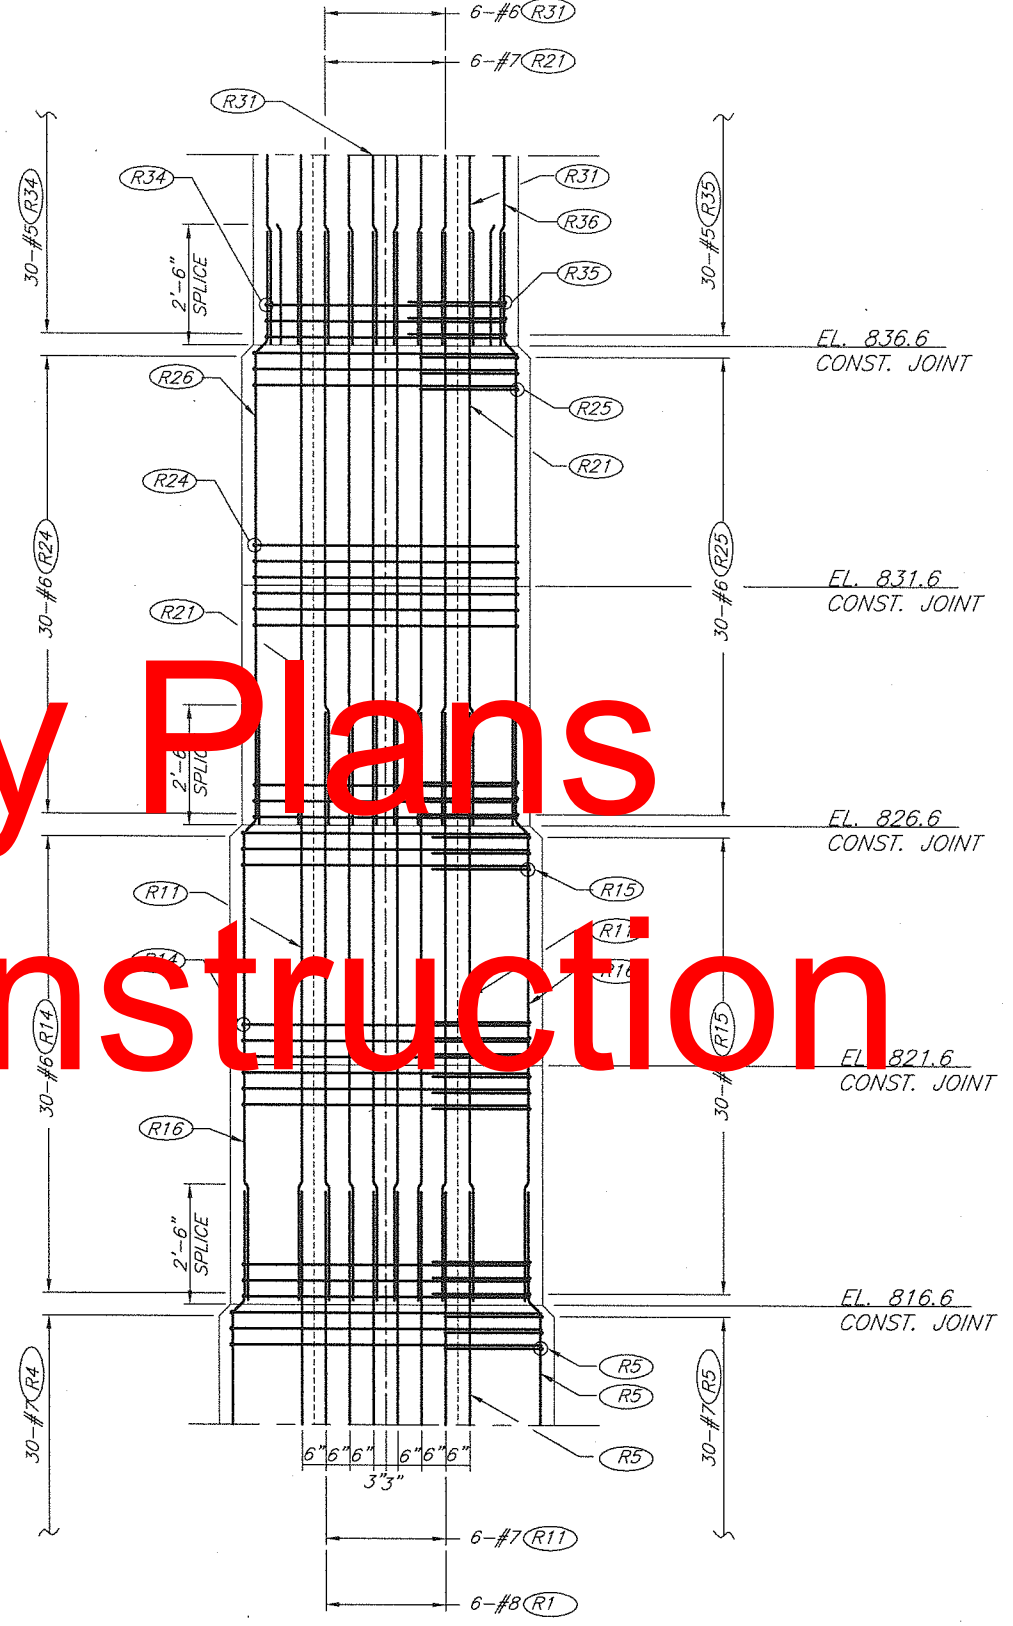 6-#6 R31
6-#7 R21
R31
R34
R31
R36
30-#5 R34
30-#5 R35
2'-6"
SPLICE
R35
EL. 836.6
CONST. JOINT
R26
R25
R21
R24
30-#6 R24
30-#6 R25
EL. 831.6
CONST. JOINT
R21
y Plans
2'-6"
SPLICE
EL. 826.6
CONST. JOINT
R11
R15
R11
nstruction
R14
R16
30-#6 R14
30-# R15
EL. 821.6
CONST. JOINT
R16
2'-6"
SPLICE
EL. 816.6
CONST. JOINT
30-#7 R4
30-#7 R5
R5
R5
R5
6" 6" 6" 6" 6" 6"
3" 3"
6-#7 R11
6-#8 R1